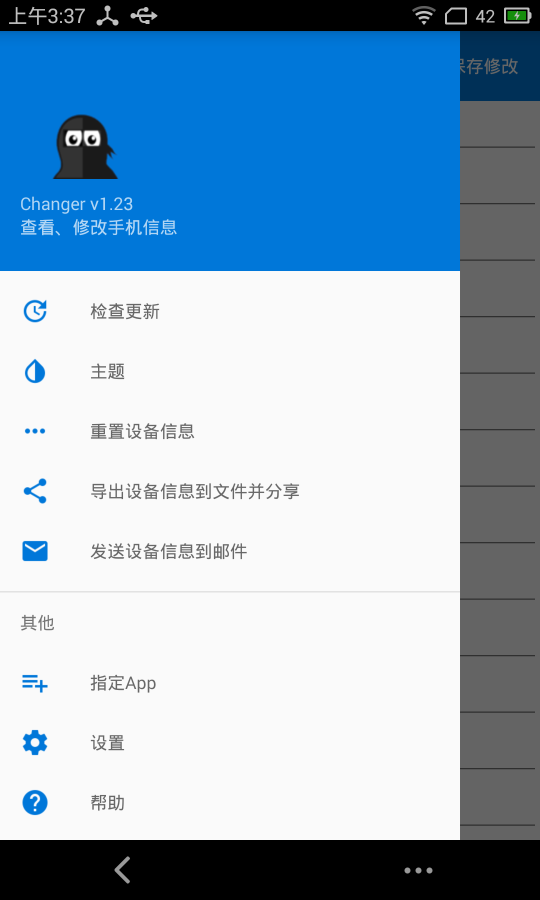 上午3:37
42
保存修改
Changer v1.23
查看、修改手机信息
检查更新
主题
重置设备信息
导出设备信息到文件并分享
发送设备信息到邮件
其他
指定App
设置
帮助